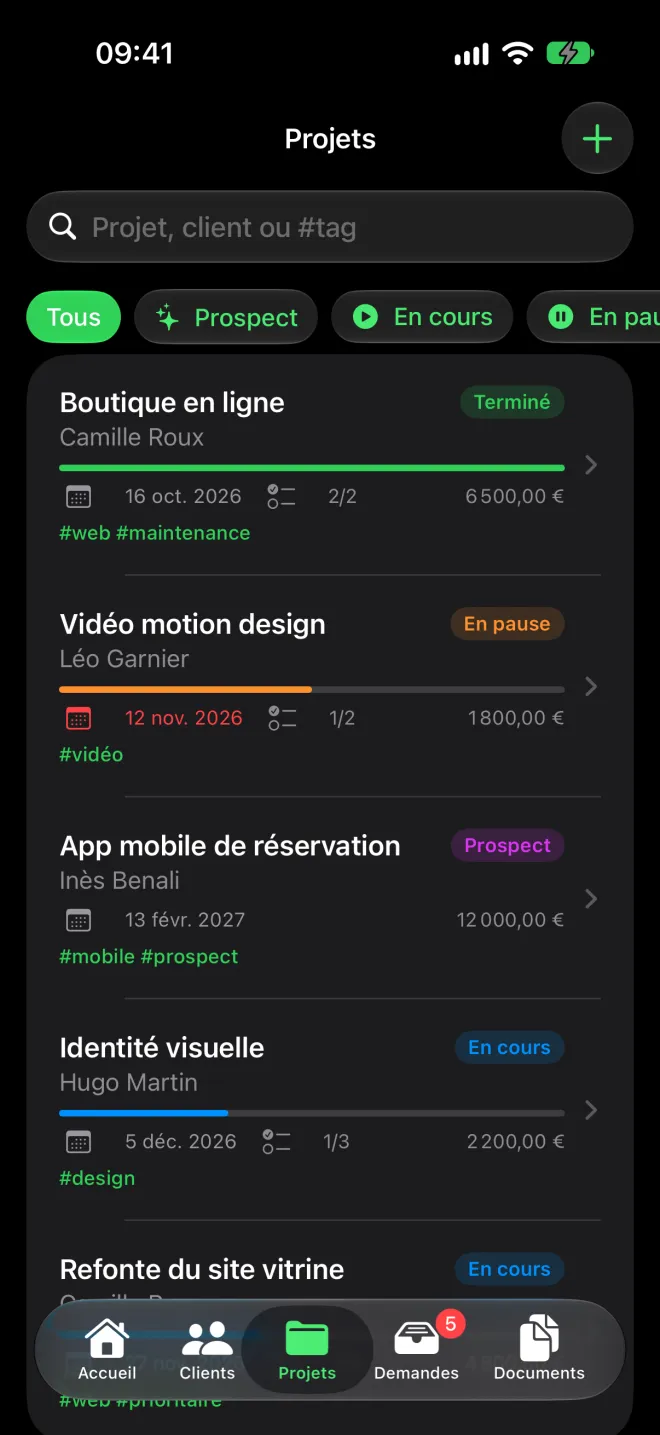 09:41
Projets
Projet, client ou #tag
Tous Prospect En cours En pau
Boutique en ligne Terminé
Camille Roux
16 oct. 2026 2/2 6 500,00 €
#web #maintenance
Vidéo motion design En pause
Léo Garnier
12 nov. 2026 1/2 1 800,00 €
#vidéo
App mobile de réservation Prospect
Inès Benali
13 févr. 2027 12 000,00 €
#mobile #prospect
Identité visuelle En cours
Hugo Martin
5 déc. 2026 1/3 2 200,00 €
#design
Refonte du site vitrine En cours
5
Accueil Clients Projets Demandes Documents
#web #prioritaire